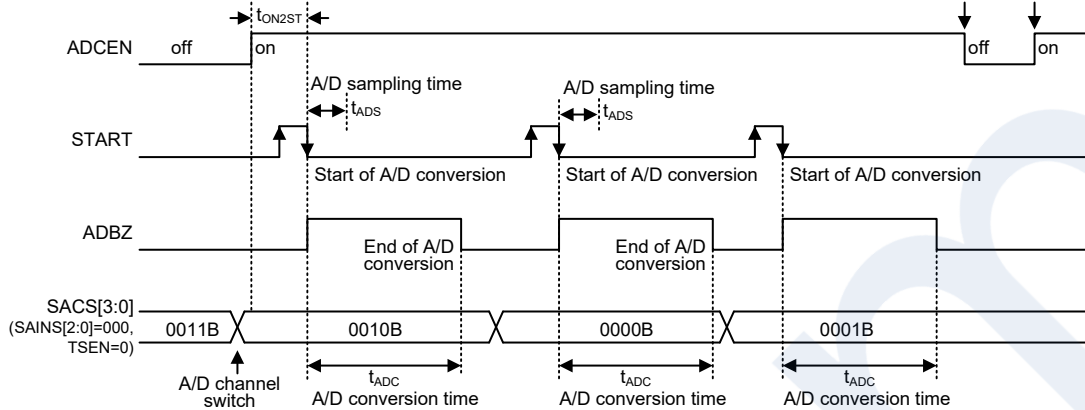 tON2ST
ADCEN off on off on
A/D sampling time A/D sampling time
tADS tADS
START
Start of A/D conversion Start of A/D conversion Start of A/D conversion
ADBZ
End of A/D End of A/D
conversion conversion
SACS[3:0]
(SAINS[2:0]=000, 0011B 0010B 0000B 0001B
TSEN=0)
A/D channel tADC tADC tADC
switch A/D conversion time A/D conversion time A/D conversion time